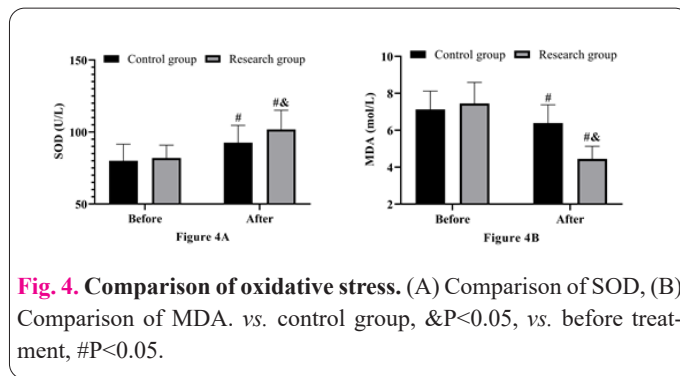 Control group Research group
150
100
50
SOD (U/L)
#
#&
Before After
Figure 4A
Control group Research group
10
8
6
4
2
MDA (mol/L)
#
#&
Before After
Figure 4B
Fig. 4. Comparison of oxidative stress. (A) Comparison of SOD, (B)
Comparison of MDA. vs. control group, &P<0.05, vs. before treat-
ment, #P<0.05.